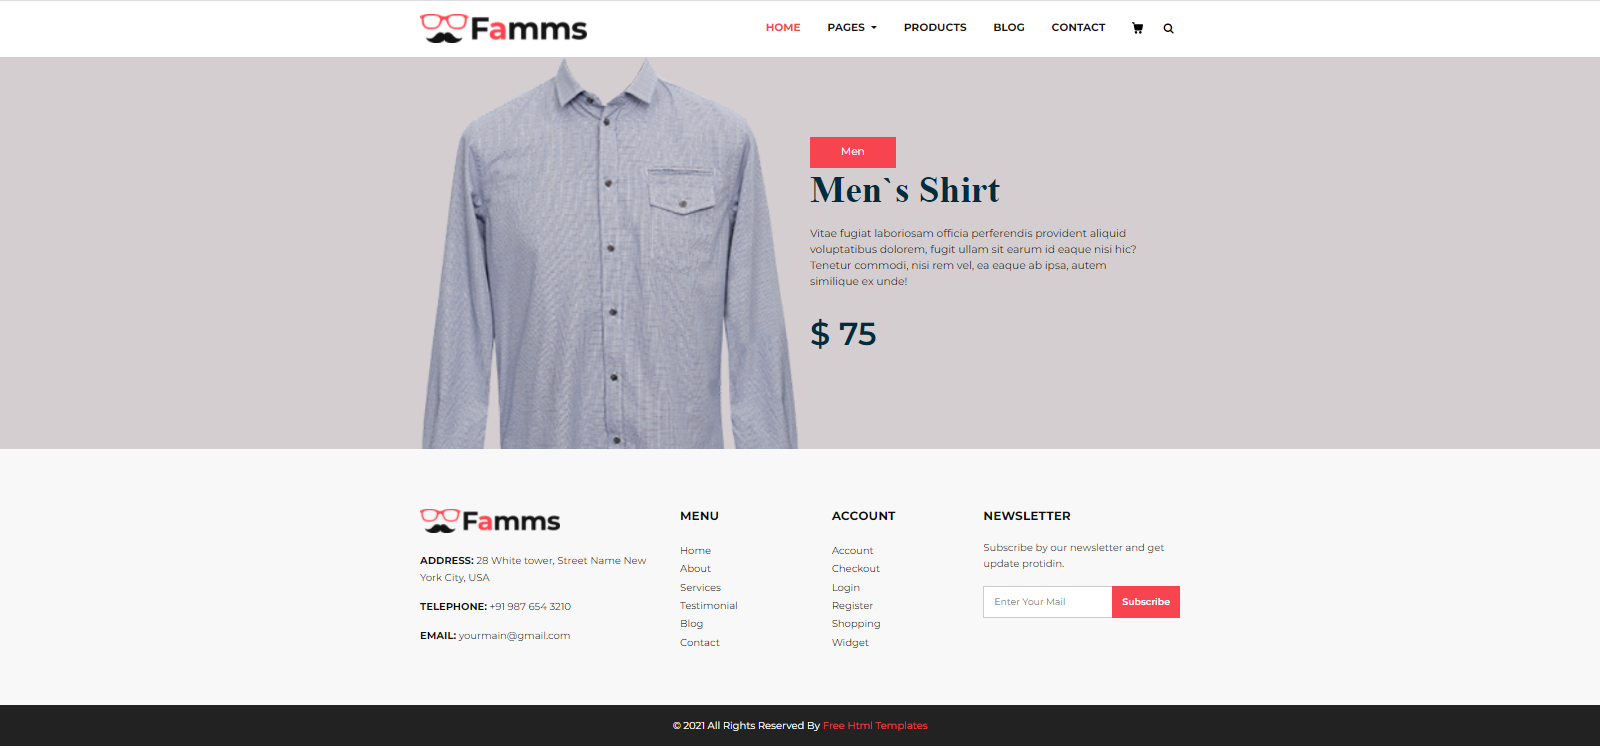 Famms
HOME PAGES PRODUCTS BLOG CONTACT
Men
Men`s Shirt
Vitae fugiat laboriosam officia perferendis provident aliquid
voluptatibus dolorem, fugit ullam sit earum id eaque nisi hic?
Tenetur commodi, nisi rem vel, ea eaque ab ipsa, autem
similique ex unde!
$ 75
Famms
ADDRESS: 28 White tower, Street Name New
York City, USA
TELEPHONE: +91 987 654 3210
EMAIL: yourmain@gmail.com
MENU
Home
About
Services
Testimonial
Blog
Contact
ACCOUNT
Account
Checkout
Login
Register
Shopping
Widget
NEWSLETTER
Subscribe by our newsletter and get
update protidin.
Enter Your Mail
Subscribe
© 2021 All Rights Reserved By Free Html Templates